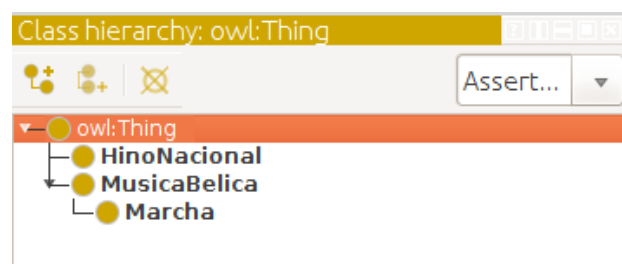 Class hierarchy: owl:Thing
Assert...
owl:Thing
HinoNacional
MusicaBelica
Marcha